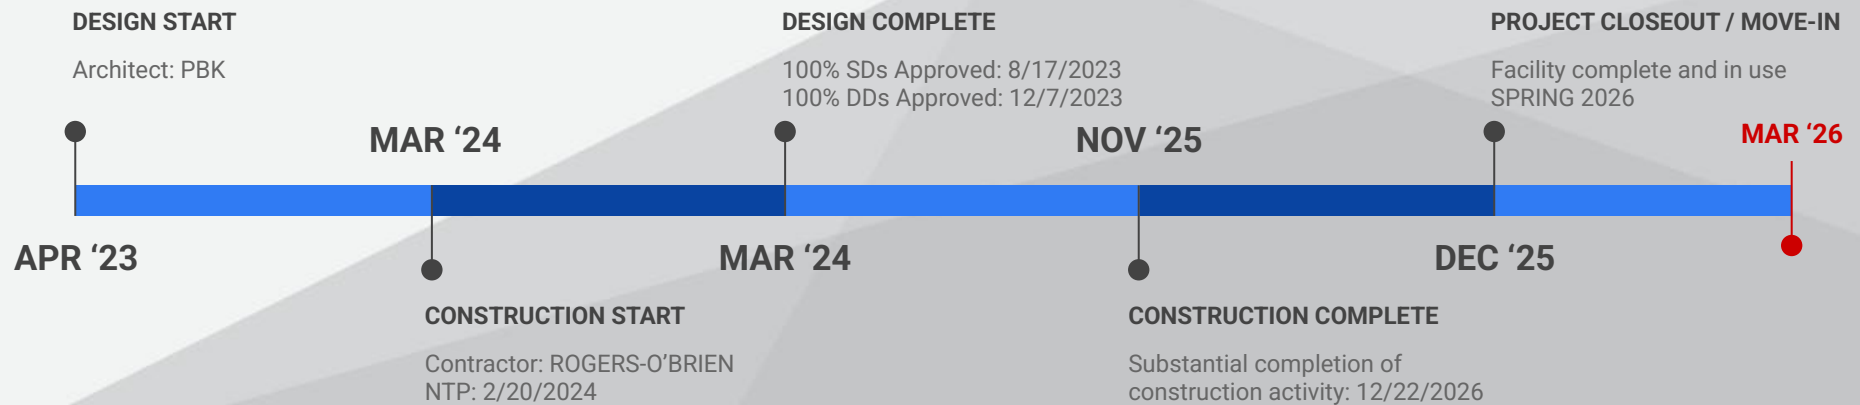 DESIGN START
Architect: PBK
DESIGN COMPLETE
100% SDs Approved: 8/17/2023
100% DDs Approved: 12/7/2023
PROJECT CLOSEOUT / MOVE-IN
Facility complete and in use
SPRING 2026
MAR ‘24
NOV ‘25
MAR ‘26
APR ‘23
MAR ‘24
DEC ‘25
CONSTRUCTION START
Contractor: ROGERS-O’BRIEN
NTP: 2/20/2024
CONSTRUCTION COMPLETE
Substantial completion of
construction activity: 12/22/2026